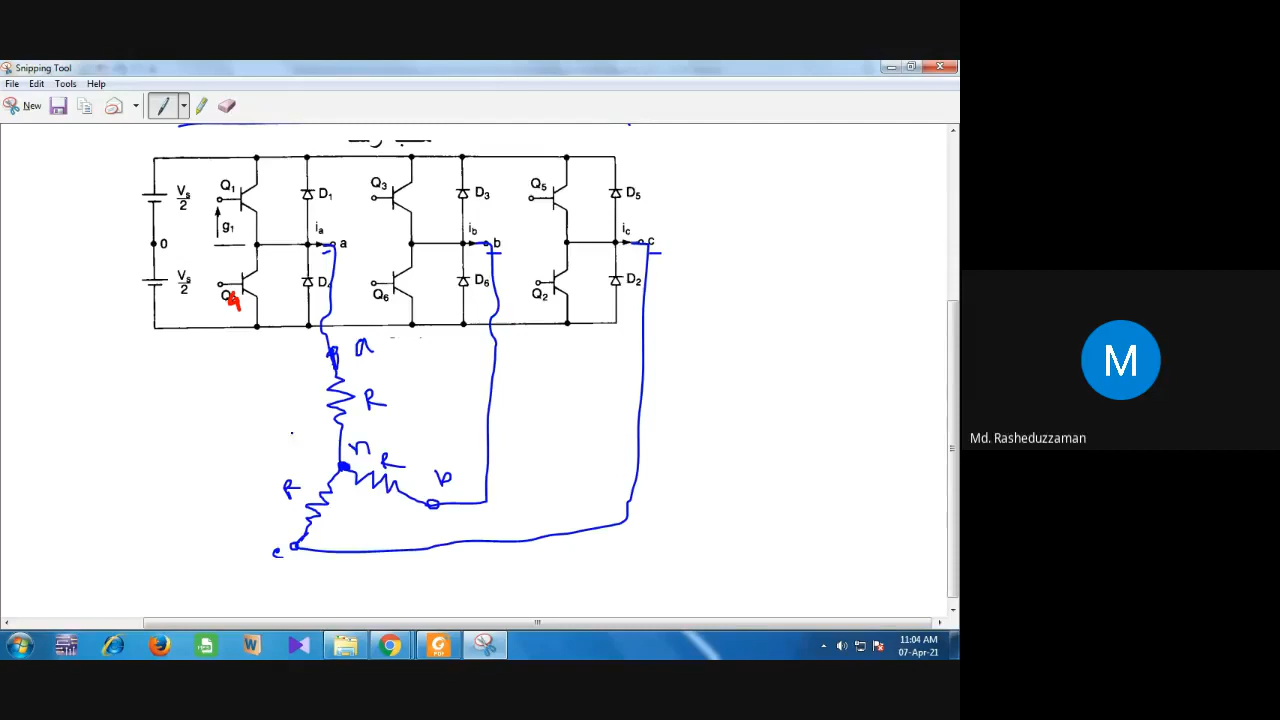 Snipping Tool
File Edit Tools Help
New
Q1 D1 Q3 D3 Q5 D5
Vs/2 g1
ia ib ic
0 a b c
Vs/2 D6 D2
4 Q6 Q2
a
R
n
R
b
R
c
M
Md. Rasheduzzaman
11:04 AM
07-Apr-21